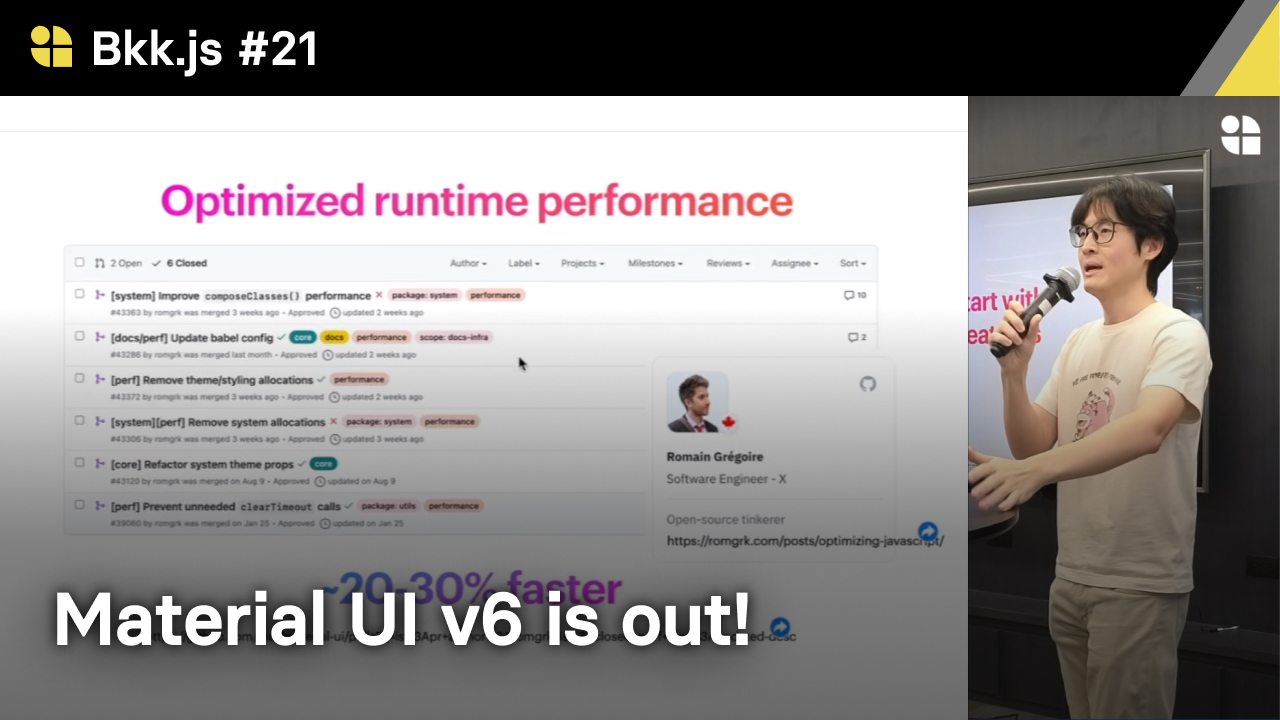 Bkk.js #21
Optimized runtime performance
2 Open 6 Closed Author Label Projects Milestones Reviews Assignee Sort
[system] Improve composeClasses() performance package: system performance 10
#43363 by romgrk was merged 3 weeks ago • Approved updated 2 weeks ago
[docs/perf] Update babel config core docs performance scope: docs-infra 2
#43286 by romgrk was merged last month • Approved updated 2 weeks ago
[perf] Remove theme/styling allocations performance
#43372 by romgrk was merged 3 weeks ago • Approved updated 2 weeks ago
[system][perf] Remove system allocations package: system performance
#43306 by romgrk was merged 3 weeks ago • Approved updated 3 weeks ago
[core] Refactor system theme props core
#43120 by romgrk was merged on Aug 9 • Approved updated on Aug 9
[perf] Prevent unneeded clearTimeout calls package: utils performance
#39060 by romgrk was merged on Jan 25 • Approved updated on Jan 25
Romain Grégoire
Software Engineer - X
Open-source tinkerer
https://romgrk.com/posts/optimizing-javascript/
~20-30% faster
Material UI v6 is out!